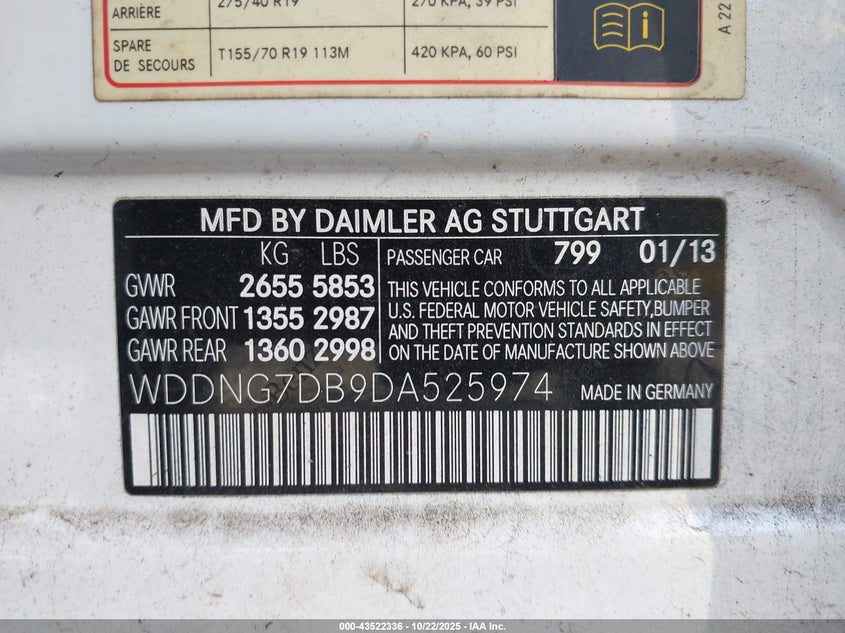 ARRIÈRE 275/40 R19 270 KPA, 39 PSI
SPARE
DE SECOURS T155/70 R19 113M 420 KPA, 60 PSI
A 22
MFD BY DAIMLER AG STUTTGART
KG LBS PASSENGER CAR 799 01/13
GVWR 2655 5853 THIS VEHICLE CONFORMS TO ALL APPLICABLE
U.S. FEDERAL MOTOR VEHICLE SAFETY,BUMPER
GAWR FRONT 1355 2987 AND THEFT PREVENTION STANDARDS IN EFFECT
GAWR REAR 1360 2998 ON THE DATE OF MANUFACTURE SHOWN ABOVE
WDDNG7DB9DA525974 MADE IN GERMANY
000-43522336 - 10/22/2025 - IAA Inc.